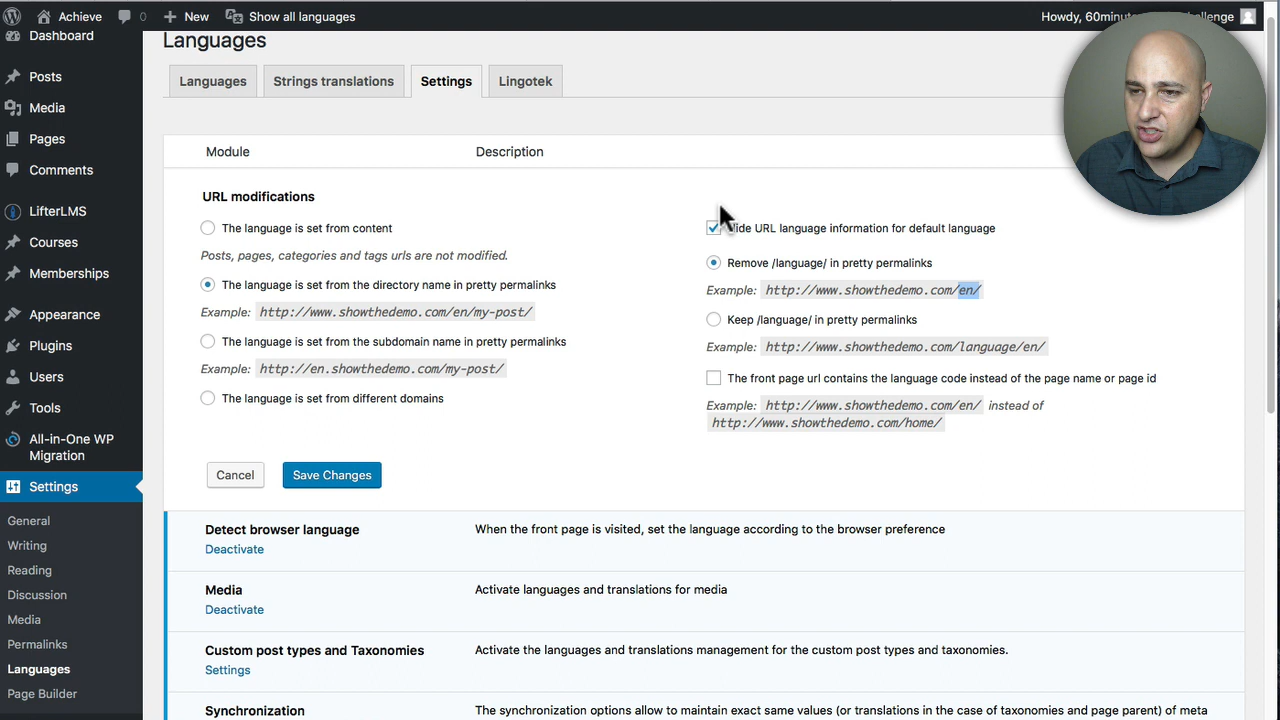 Achieve 0 New Show all languages Howdy, 60minut
Dashboard
Posts
Media
Pages
Comments
LifterLMS
Courses
Memberships
Appearance
Plugins
Users
Tools
All-in-One WP
Migration
Settings
General
Writing
Reading
Discussion
Media
Permalinks
Languages
Page Builder
Languages
Languages Strings translations Settings Lingotek
Module Description
URL modifications
The language is set from content
Posts, pages, categories and tags urls are not modified.
The language is set from the directory name in pretty permalinks
Example: http://www.showthedemo.com/en/my-post/
The language is set from the subdomain name in pretty permalinks
Example: http://en.showthedemo.com/my-post/
The language is set from different domains
ide URL language information for default language
Remove /language/ in pretty permalinks
Example: http://www.showthedemo.com/en/
Keep /language/ in pretty permalinks
Example: http://www.showthedemo.com/language/en/
The front page url contains the language code instead of the page name or page id
Example: http://www.showthedemo.com/en/ instead of
http://www.showthedemo.com/home/
Cancel Save Changes
Detect browser language When the front page is visited, set the language according to the browser preference
Deactivate
Media Activate languages and translations for media
Deactivate
Custom post types and Taxonomies Activate the languages and translations management for the custom post types and taxonomies.
Settings
Synchronization The synchronization options allow to maintain exact same values (or translations in the case of taxonomies and page parent) of meta